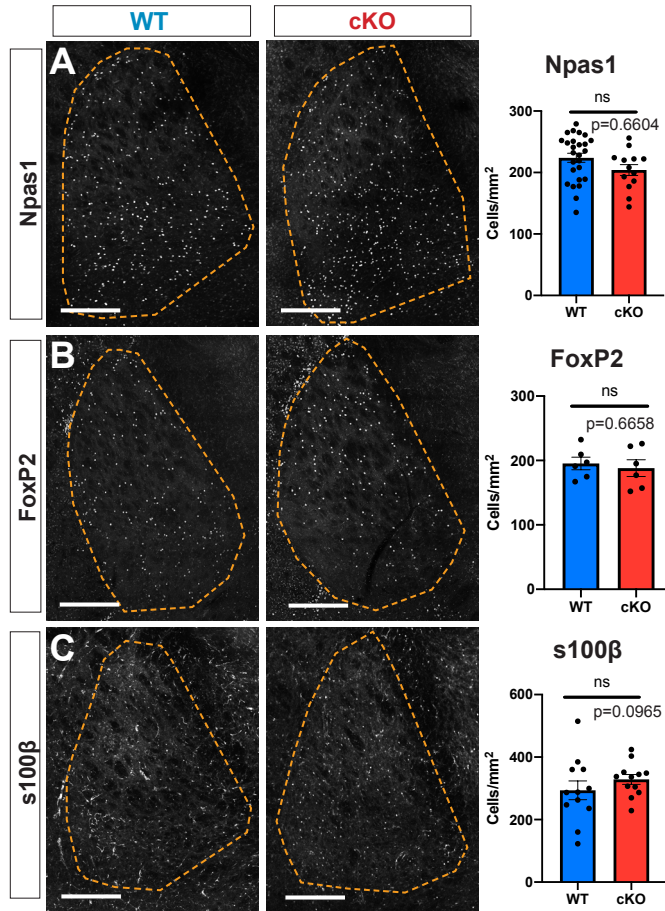 WT
cKO
A
Npas1
Npas1
ns
p=0.6604
Cells/mm²
300
200
100
0
WT
cKO
B
FoxP2
FoxP2
ns
p=0.6658
Cells/mm²
300
200
100
0
WT
cKO
C
s100β
s100β
ns
p=0.0965
Cells/mm²
600
400
200
0
WT
cKO